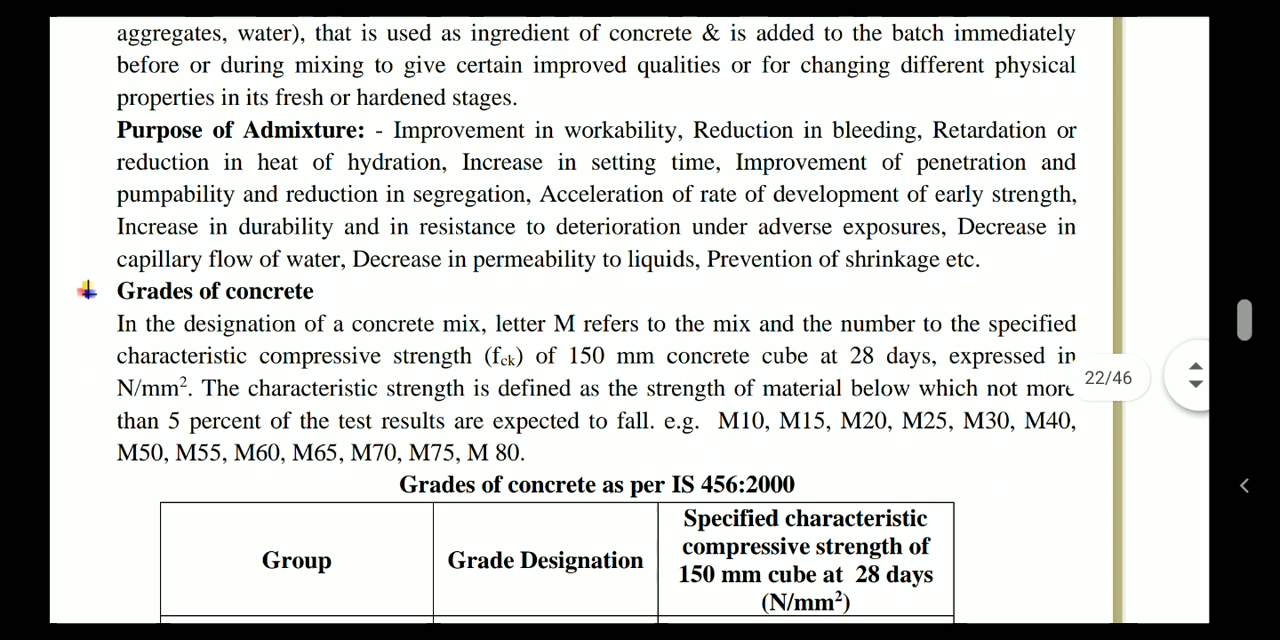 aggregates, water), that is used as ingredient of concrete & is added to the batch immediately
before or during mixing to give certain improved qualities or for changing different physical
properties in its fresh or hardened stages.
Purpose of Admixture: - Improvement in workability, Reduction in bleeding, Retardation or
reduction in heat of hydration, Increase in setting time, Improvement of penetration and
pumpability and reduction in segregation, Acceleration of rate of development of early strength,
Increase in durability and in resistance to deterioration under adverse exposures, Decrease in
capillary flow of water, Decrease in permeability to liquids, Prevention of shrinkage etc.
Grades of concrete
In the designation of a concrete mix, letter M refers to the mix and the number to the specified
characteristic compressive strength (fck) of 150 mm concrete cube at 28 days, expressed in
N/mm². The characteristic strength is defined as the strength of material below which not more
22/46
than 5 percent of the test results are expected to fall. e.g. M10, M15, M20, M25, M30, M40,
M50, M55, M60, M65, M70, M75, M 80.
Grades of concrete as per IS 456:2000
Group
Grade Designation
Specified characteristic
compressive strength of
150 mm cube at 28 days
(N/mm²)